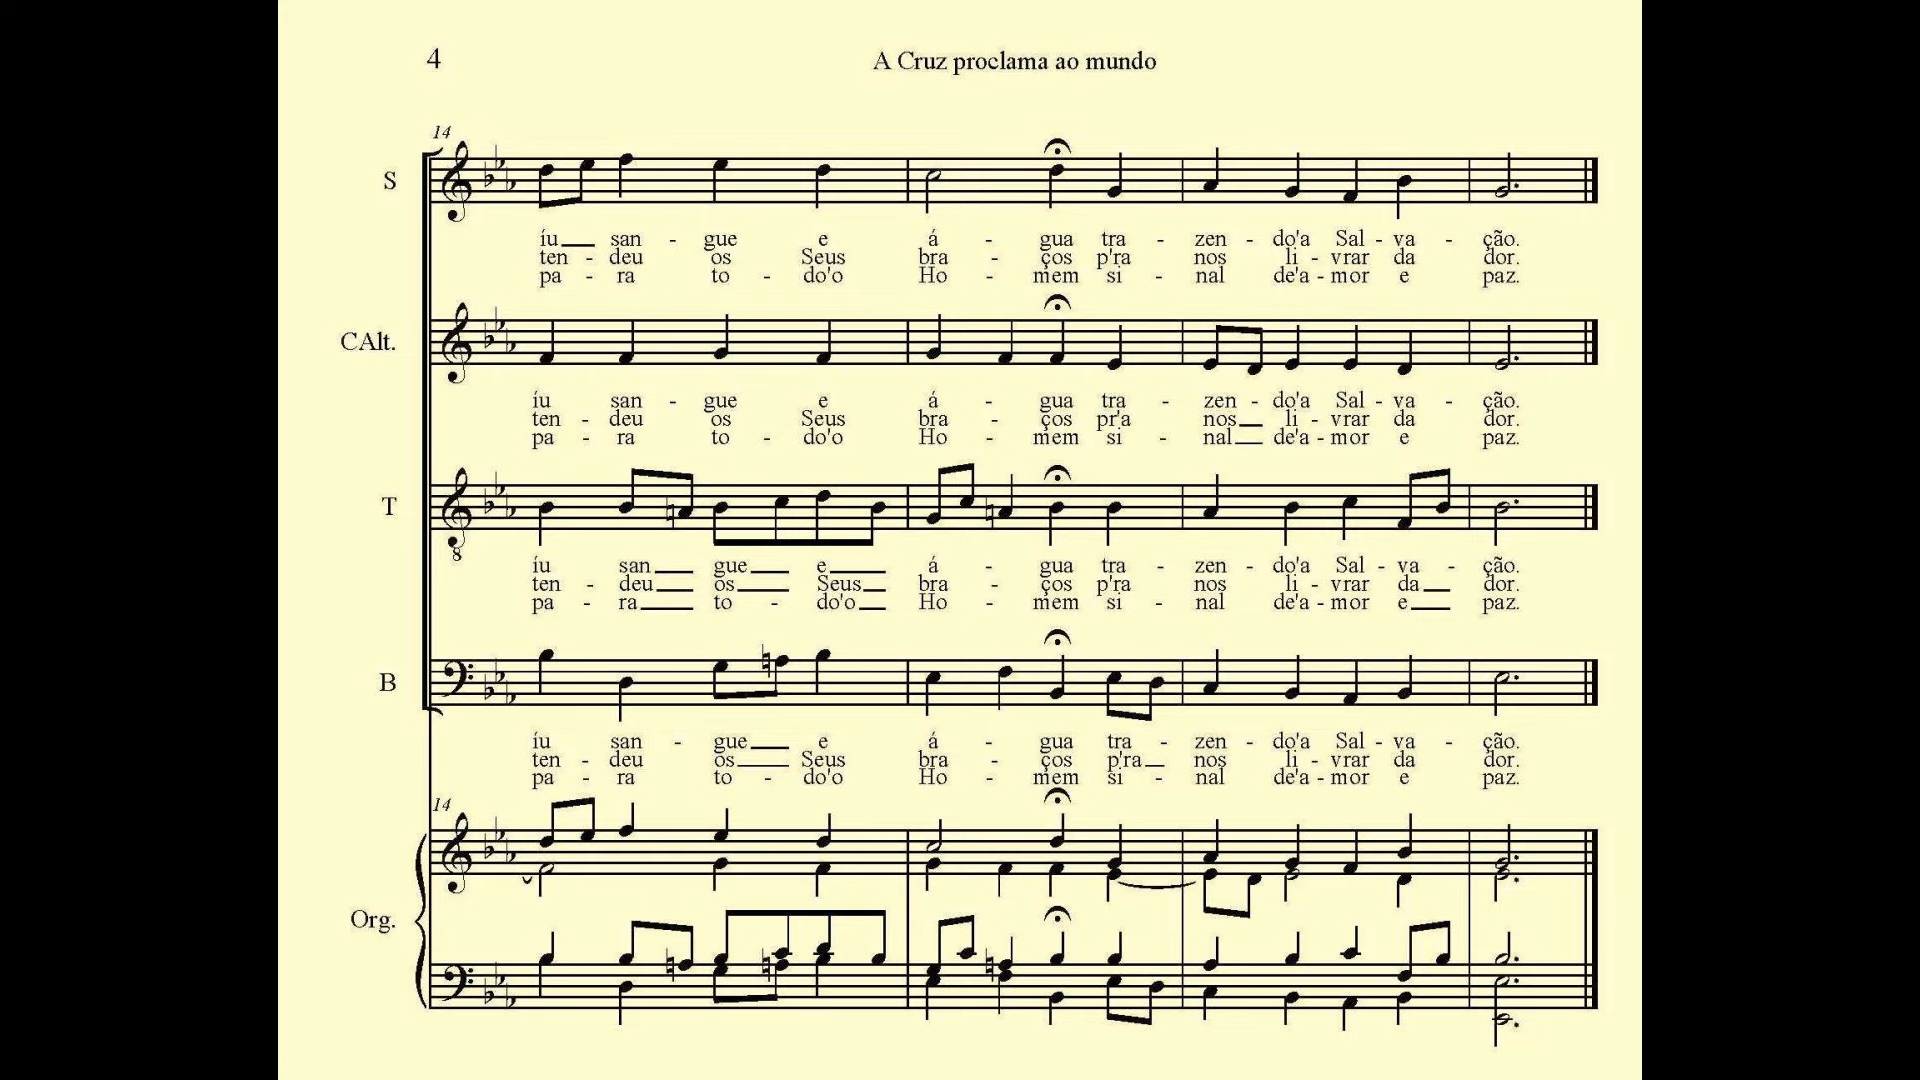 4
A Cruz proclama ao mundo
14
S
íu san - gue e á - gua tra - zen - do'a Sal - va - ção.
ten - deu os Seus bra - ços p'ra nos li - vrar da dor.
pa - ra to - do'o Ho - mem si - nal de'a - mor e paz.
CAlt.
íu san - gue e á - gua tra - zen - do'a Sal - va - ção.
ten - deu os Seus bra - ços pr'a nos li - vrar da dor.
pa - ra to - do'o Ho - mem si - nal de'a - mor e paz.
T
8
íu san gue e á - gua tra - zen - do'a Sal - va - ção.
ten - deu os Seus bra - ços p'ra nos li - vrar da - dor.
pa - ra to - do'o Ho - mem si - nal de'a - mor e paz.
B
íu san - gue e á - gua tra - zen - do'a Sal - va - ção.
ten - deu os Seus bra - ços p'ra nos li - vrar da dor.
pa - ra to - do'o Ho - mem si - nal de'a - mor e paz.
14
Org.